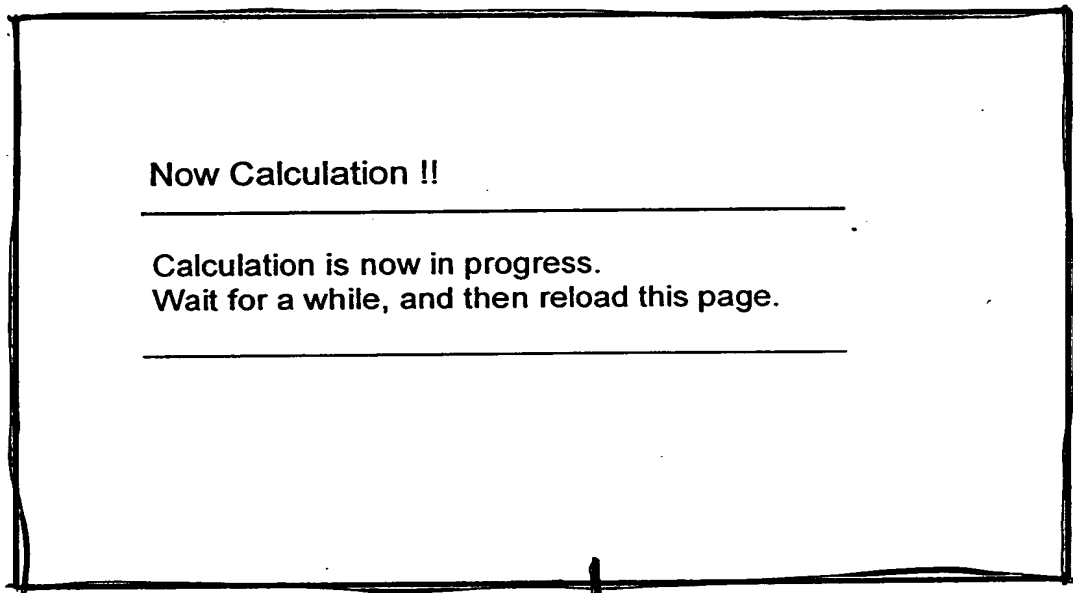 Now Calculation !!
Calculation is now in progress.
Wait for a while, and then reload this page.